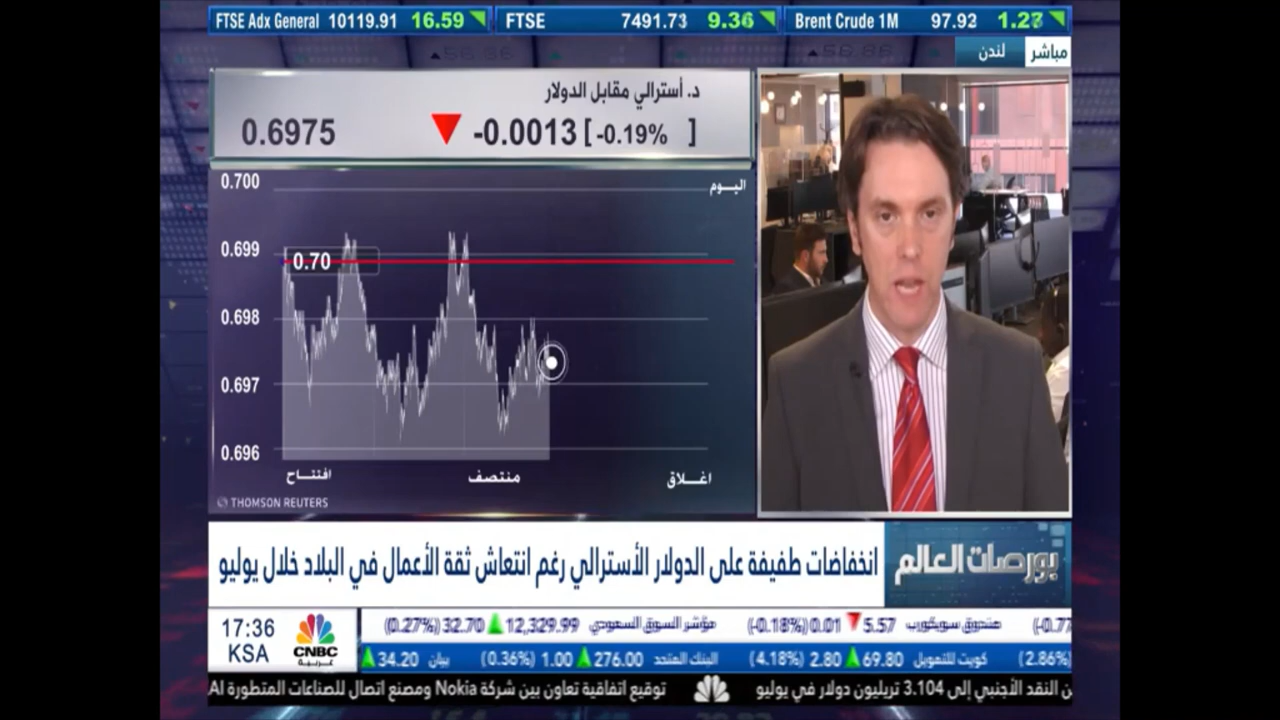 FTSE Adx General 10119.91 16.59 FTSE 7491.73 9.36 Brent Crude 1M 97.92 1.28
مباشر لندن
د. أسترالي مقابل الدولار
0.6975 -0.0013 [ -0.19% ]
اليوم
0.700
0.699
0.70
0.698
0.697
0.696
افتتاح منتصف اغلاق
THOMSON REUTERS
بورصات العالم
انخفاضات طفيفة على الدولار الأسترالي رغم انتعاش ثقة الأعمال في البلاد خلال يوليو
17:36
KSA
CNBC
عربية
(-0.77 صندوق سويكورب 5.57 0.01 (-0.18%) مؤشر السوق السعودي 12,329.99 32.70 (0.27%)
(2.86%) كويت للتمويل 69.80 2.80 (4.18%) البنك المتحد 276.00 1.00 (0.36%) بيان 34.20
ن النقد الأجنبي إلى 3.104 تريليون دولار في يوليو توقيع اتفاقية تعاون بين شركة Nokia ومصنع اتصال للصناعات المتطورة AI